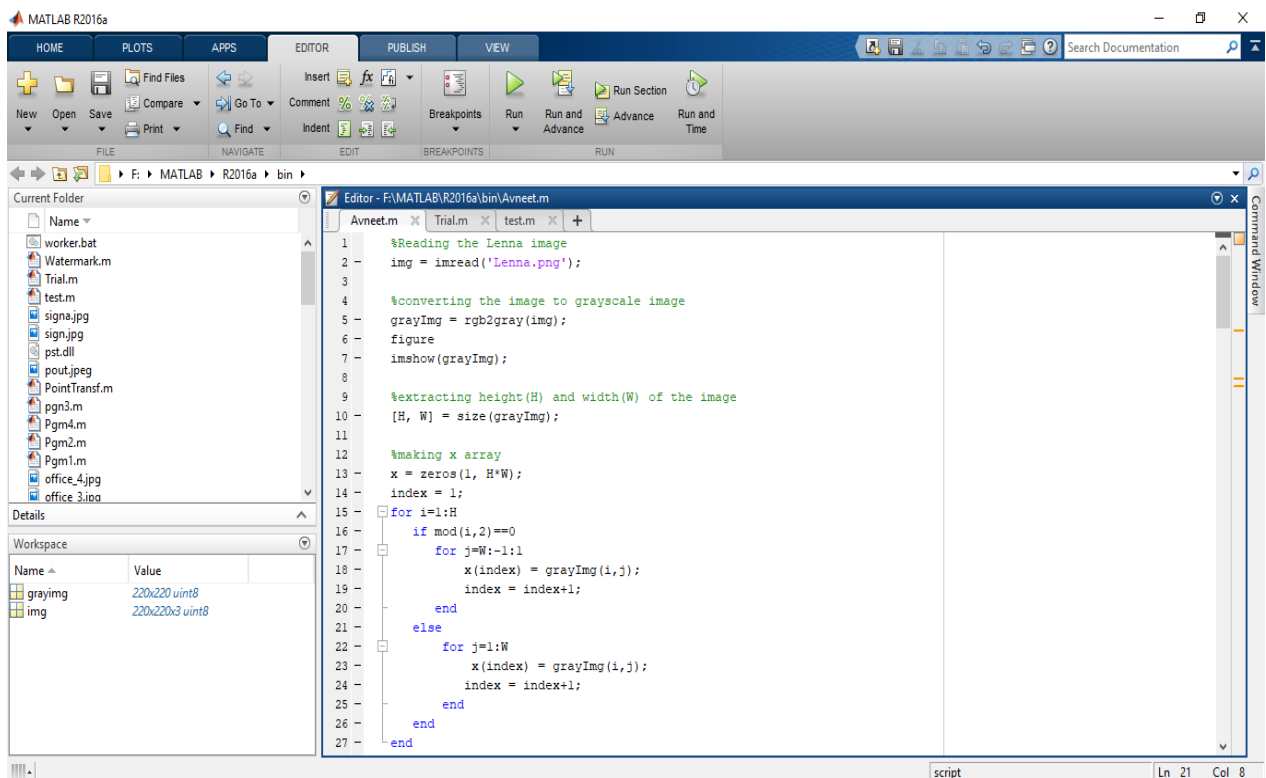 MATLAB R2016a
HOME PLOTS APPS EDITOR PUBLISH VIEW
Search Documentation
New Open Save
Find Files
Compare
Print
FILE
Go To
Find
NAVIGATE
Insert fx
Comment %
Indent
EDIT
Breakpoints
BREAKPOINTS
Run
Run and Advance
Run Section
Advance
Run and Time
RUN
F: MATLAB R2016a bin
Current Folder
Name
worker.bat
Watermark.m
Trial.m
test.m
signa.jpg
sign.jpg
pst.dll
pout.jpeg
PointTransf.m
pgn3.m
Pgm4.m
Pgm2.m
Pgm1.m
office_4.jpg
office_3.jpg
Details
Workspace
Name Value
grayimg 220x220 uint8
img 220x220x3 uint8
Editor - F:\MATLAB\R2016a\bin\Avneet.m
Avneet.m Trial.m test.m +
1 %Reading the Lenna image
2 - img = imread('Lenna.png');
3
4 %converting the image to grayscale image
5 - grayImg = rgb2gray(img);
6 - figure
7 - imshow(grayImg);
8
9 %extracting height(H) and width(W) of the image
10 - [H, W] = size(grayImg);
11
12 %making x array
13 - x = zeros(1, H*W);
14 - index = 1;
15 - for i=1:H
16 - if mod(i,2)==0
17 - for j=W:-1:1
18 - x(index) = grayImg(i,j);
19 - index = index+1;
20 - end
21 - else
22 - for j=1:W
23 - x(index) = grayImg(i,j);
24 - index = index+1;
25 - end
26 - end
27 - end
Command Window
script Ln 21 Col 8